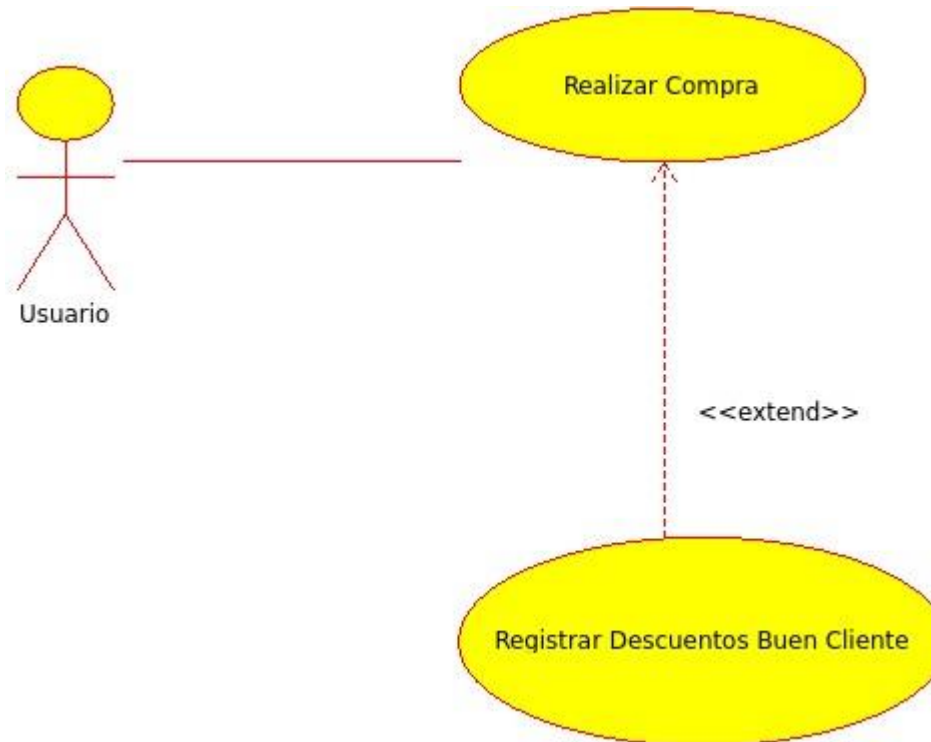 Realizar Compra
Usuario
<<extend>>
Registrar Descuentos Buen Cliente